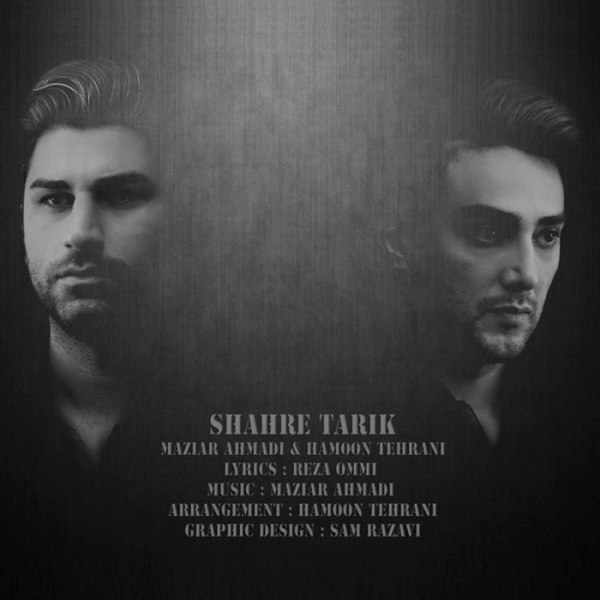 SHAHRE TARIK
MAZIAR AHMADI & HAMOON TEHRANI
LYRICS : REZA OMMI
MUSIC : MAZIAR AHMADI
ARRANGEMENT : HAMOON TEHRANI
GRAPHIC DESIGN : SAM RAZAVI